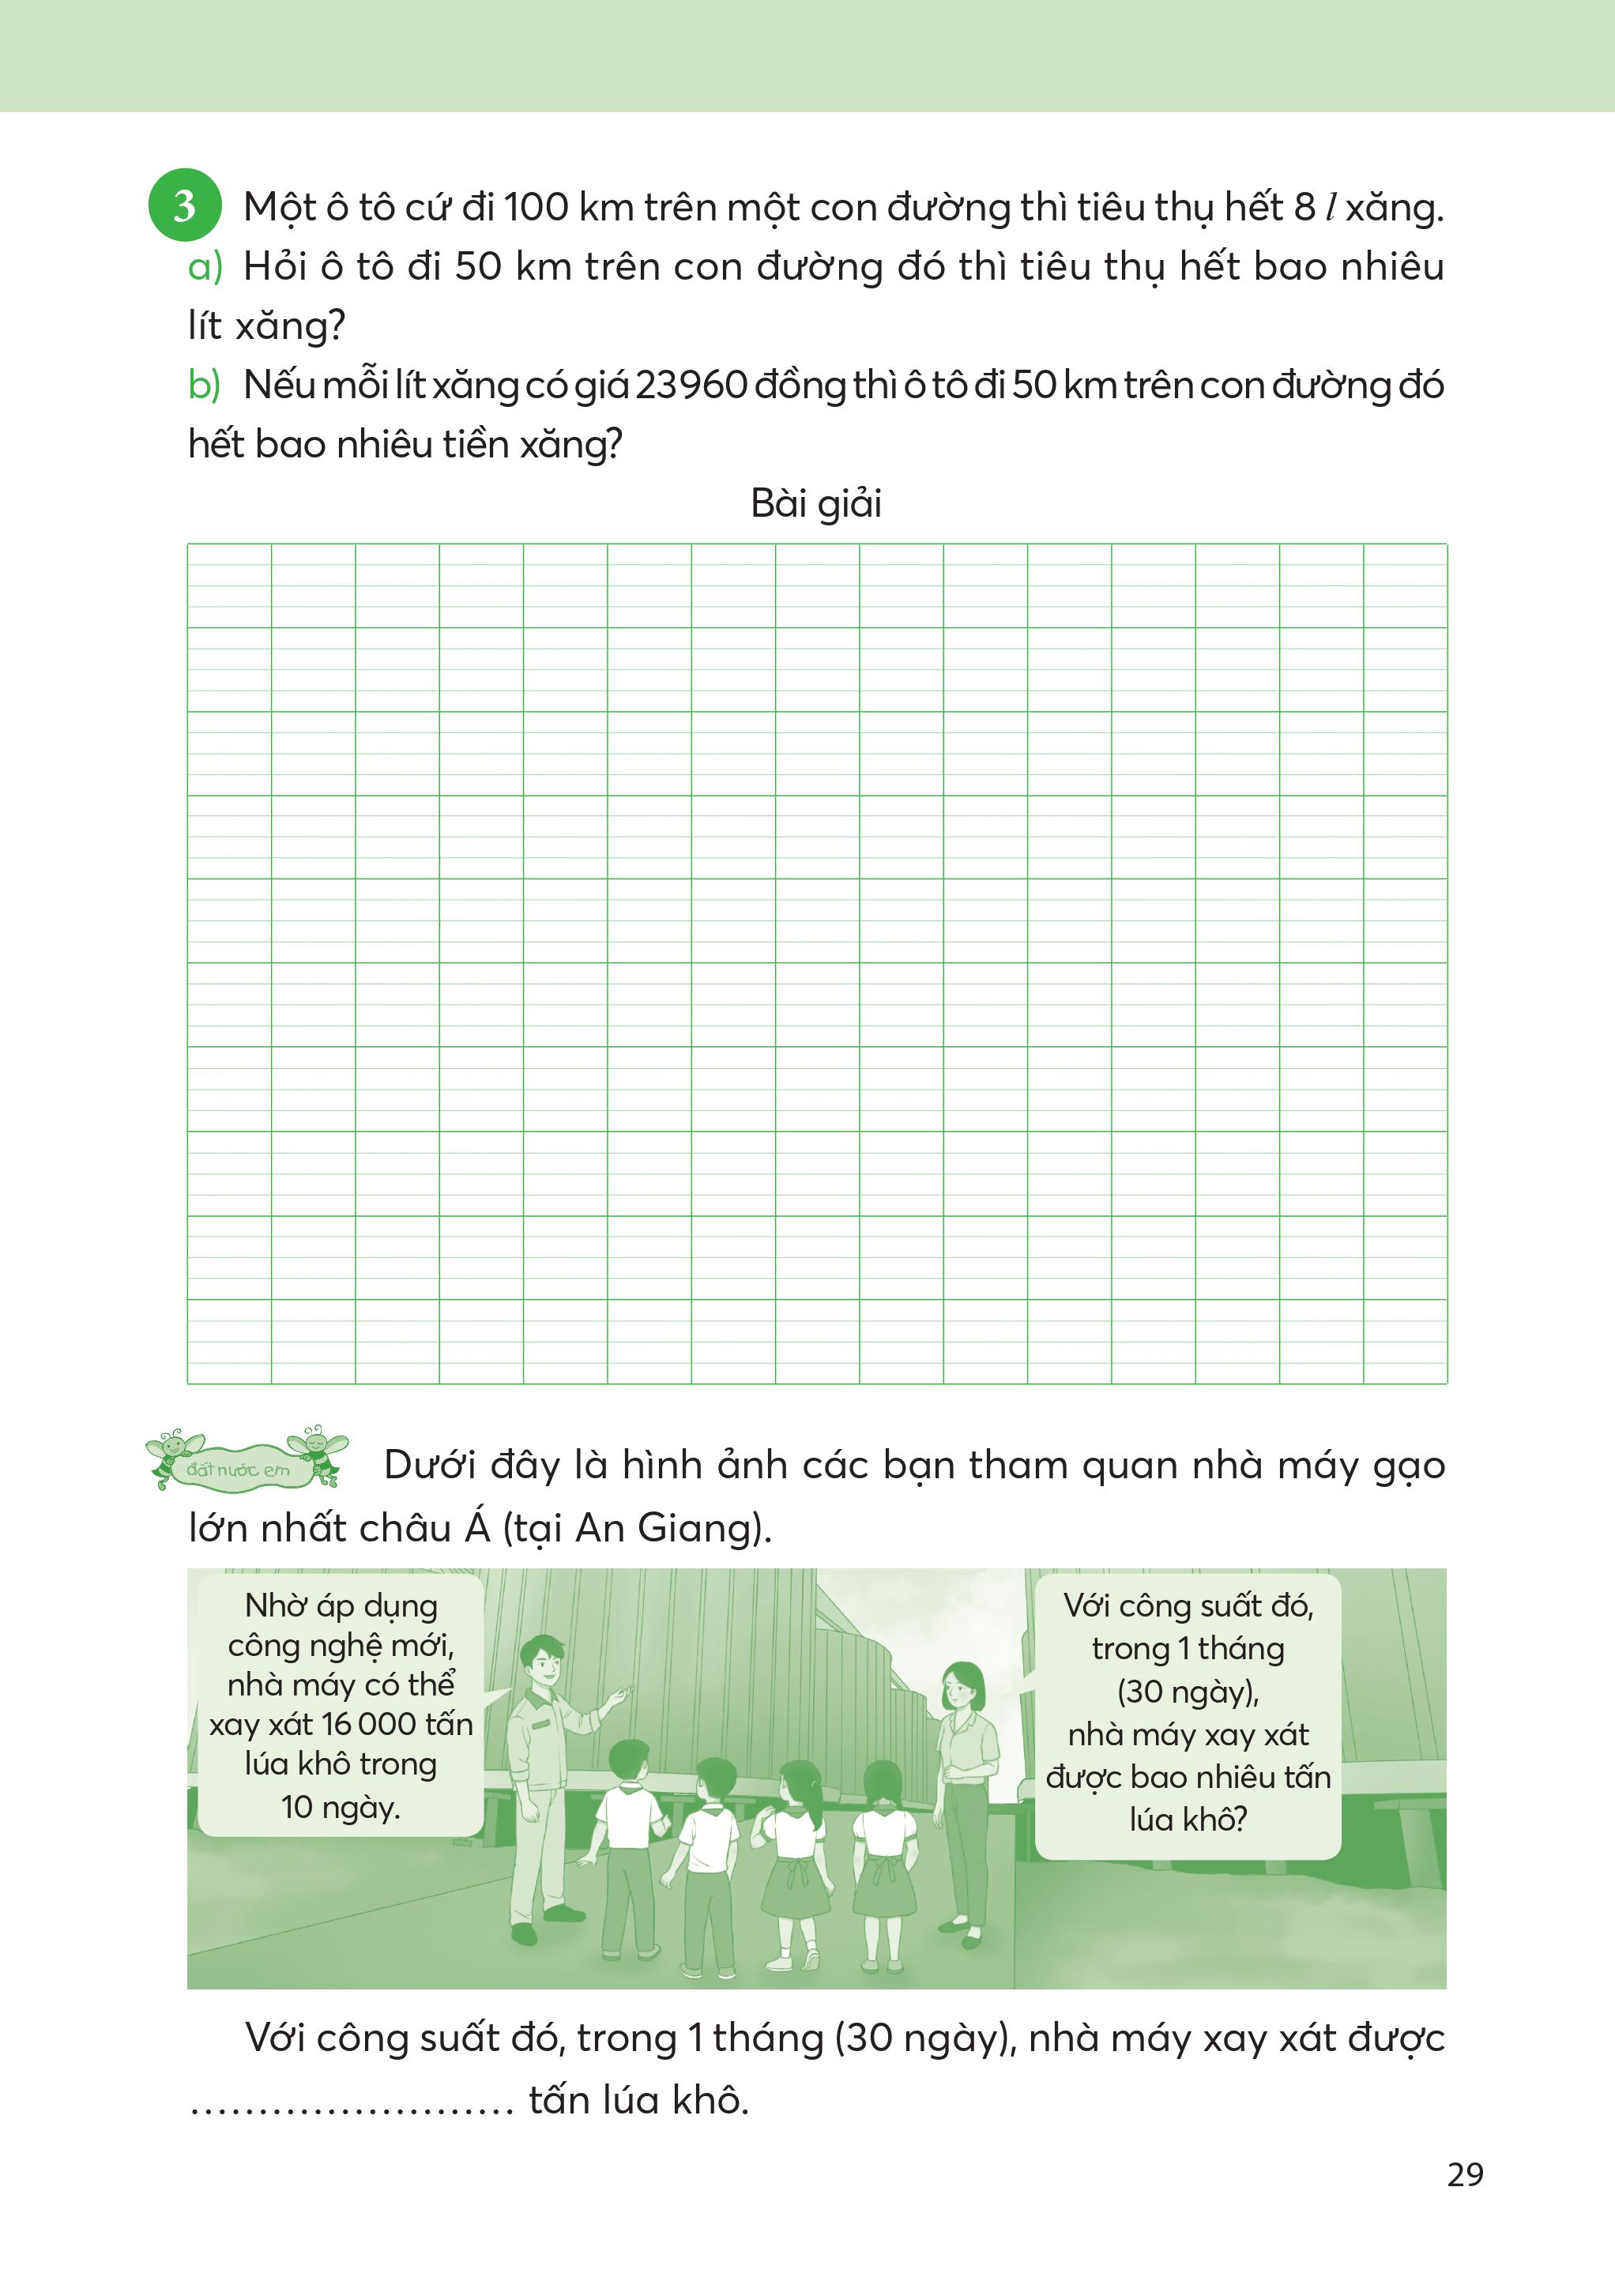 3 Một ô tô cứ đi 100 km trên một con đường thì tiêu thụ hết 8 l xăng.
a) Hỏi ô tô đi 50 km trên con đường đó thì tiêu thụ hết bao nhiêu
lít xăng?
b) Nếu mỗi lít xăng có giá 23 960 đồng thì ô tô đi 50 km trên con đường đó
hết bao nhiêu tiền xăng?
Bài giải
đất nước em Dưới đây là hình ảnh các bạn tham quan nhà máy gạo
lớn nhất châu Á (tại An Giang).
Nhờ áp dụng
công nghệ mới,
nhà máy có thể
xay xát 16 000 tấn
lúa khô trong
10 ngày.
Với công suất đó,
trong 1 tháng
(30 ngày),
nhà máy xay xát
được bao nhiêu tấn
lúa khô?
Với công suất đó, trong 1 tháng (30 ngày), nhà máy xay xát được
........................ tấn lúa khô.
29